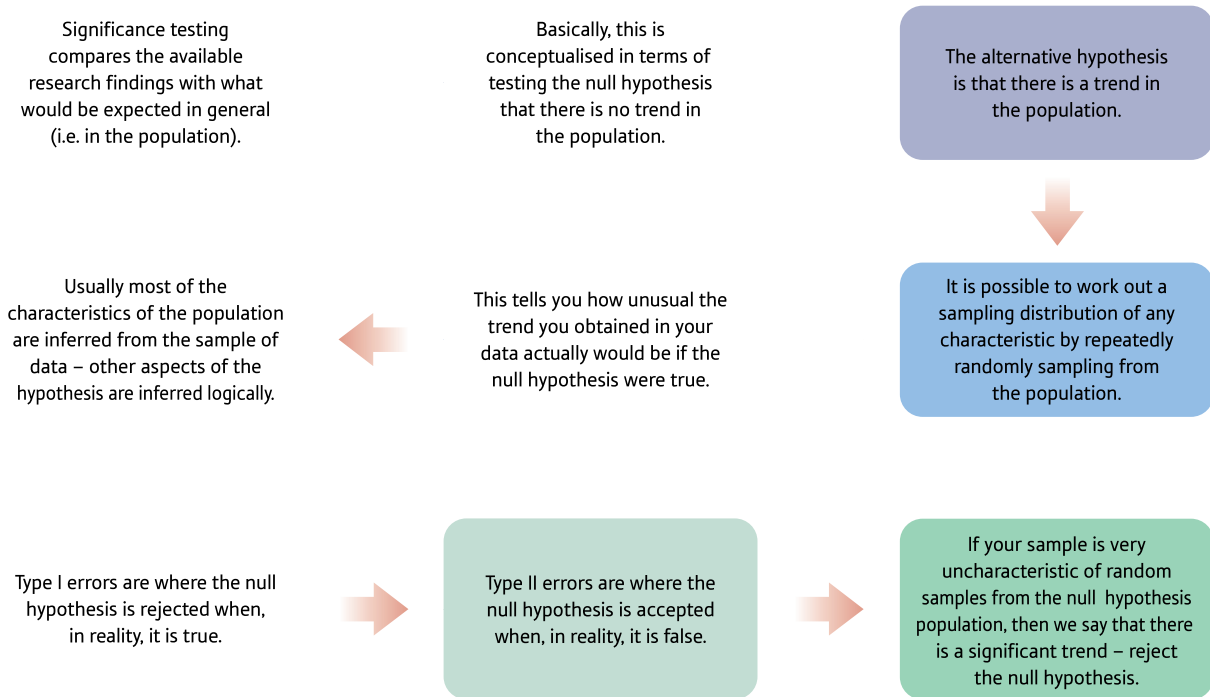 Significance testing
compares the available
research findings with what
would be expected in general
(i.e. in the population).
Basically, this is
conceptualised in terms of
testing the null hypothesis
that there is no trend in
the population.
The alternative hypothesis
is that there is a trend in
the population.
It is possible to work out a
sampling distribution of any
characteristic by repeatedly
randomly sampling from
the population.
This tells you how unusual the
trend you obtained in your
data actually would be if the
null hypothesis were true.
Usually most of the
characteristics of the population
are inferred from the sample of
data – other aspects of the
hypothesis are inferred logically.
Type I errors are where the null
hypothesis is rejected when,
in reality, it is true.
Type II errors are where the
null hypothesis is accepted
when, in reality, it is false.
If your sample is very
uncharacteristic of random
samples from the null hypothesis
population, then we say that there
is a significant trend – reject
the null hypothesis.